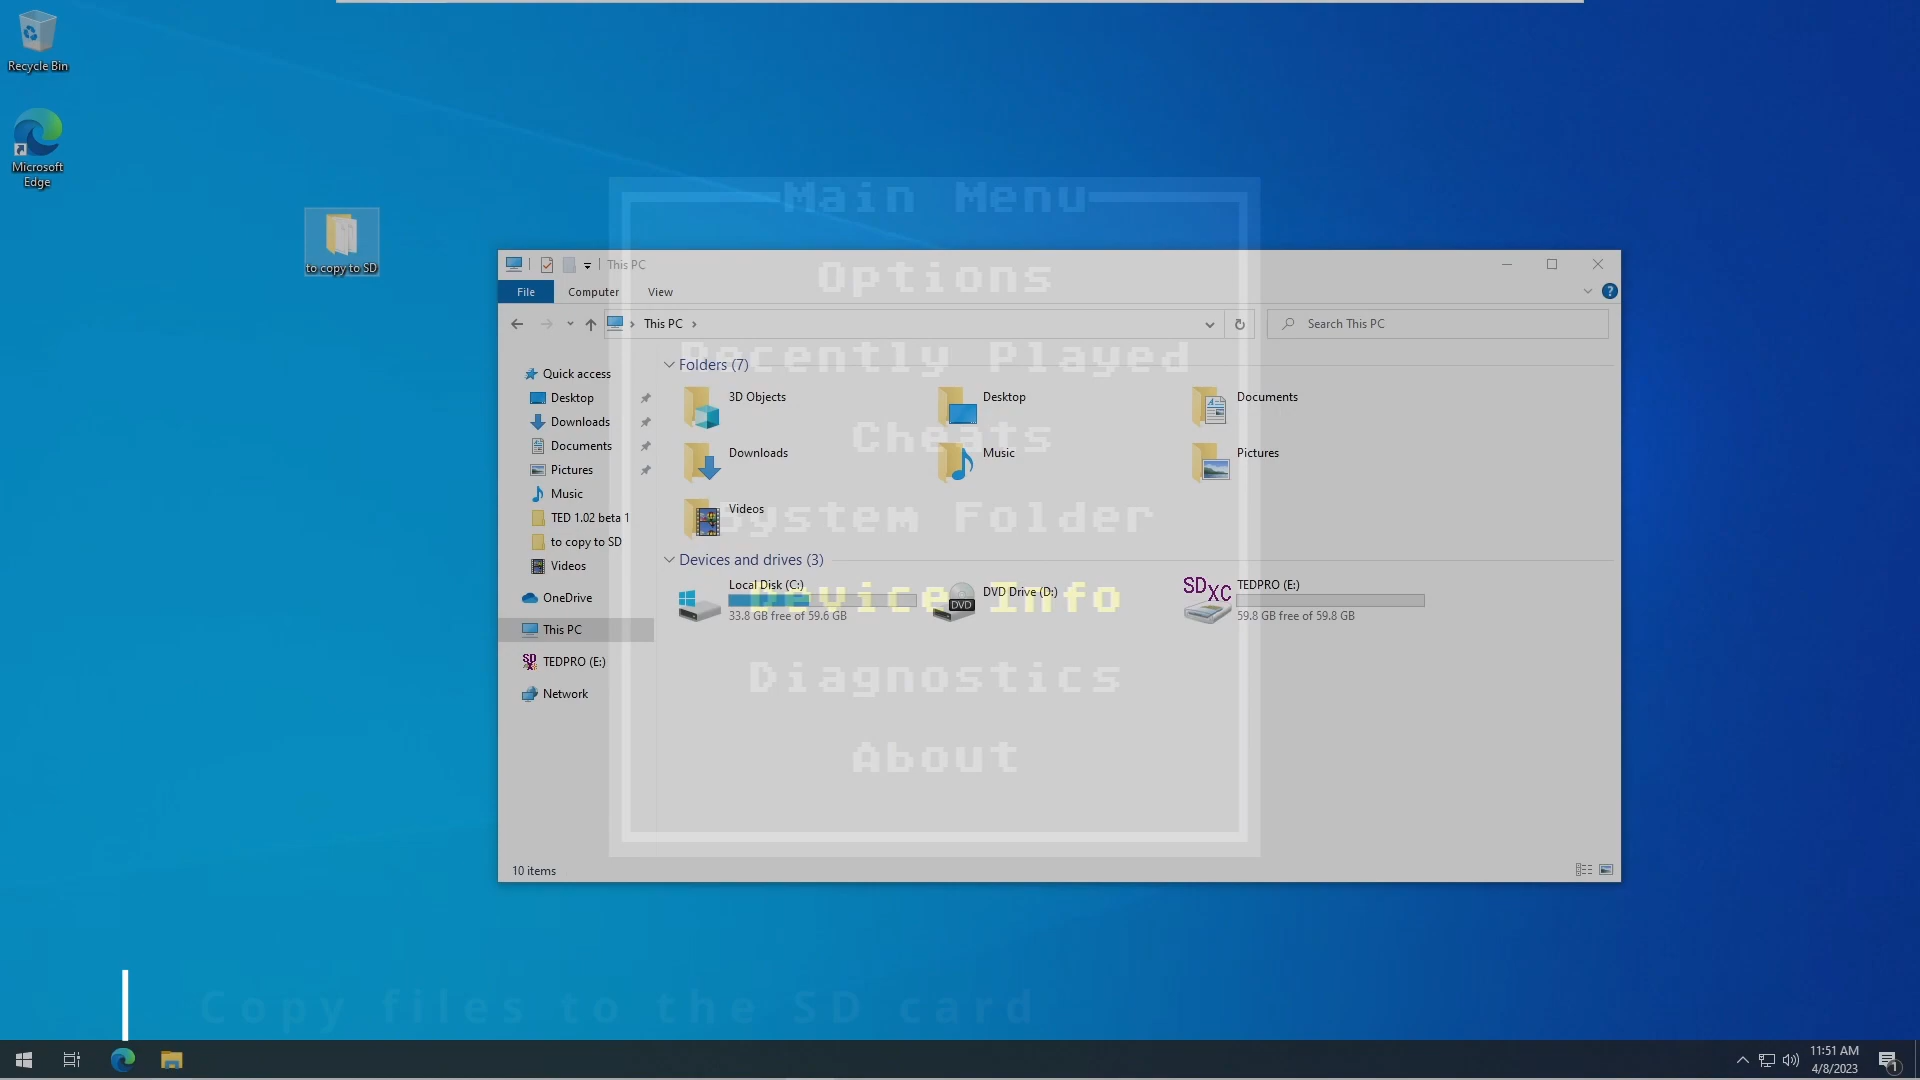 Recycle Bin
Microsoft
Edge
to copy to SD
Main Menu
Options
Recently Played
Cheats
System Folder
Device Info
Diagnostics
About
This PC
File
Computer
View
This PC
Search This PC
Quick access
Desktop
Downloads
Documents
Pictures
Music
TED 1.02 beta 1
to copy to SD
Videos
OneDrive
This PC
TEDPRO (E:)
Network
Folders (7)
3D Objects
Desktop
Documents
Downloads
Music
Pictures
Videos
Devices and drives (3)
Local Disk (C:)
33.8 GB free of 59.6 GB
DVD
DVD Drive (D:)
SDXC
TEDPRO (E:)
59.8 GB free of 59.8 GB
10 items
Copy files to the SD card
11:51 AM
4/8/2023
1